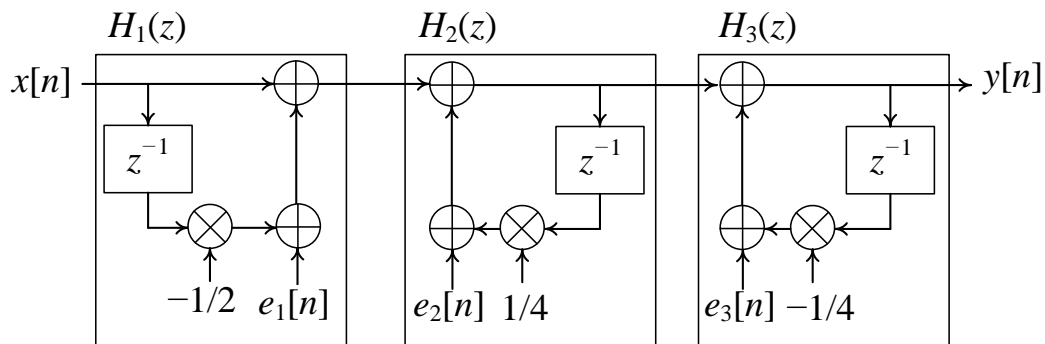 H₁(z) H₂(z) H₃(z)
x[n] y[n]
z⁻¹ z⁻¹ z⁻¹
−1/2 e₁[n] e₂[n] 1/4 e₃[n] −1/4